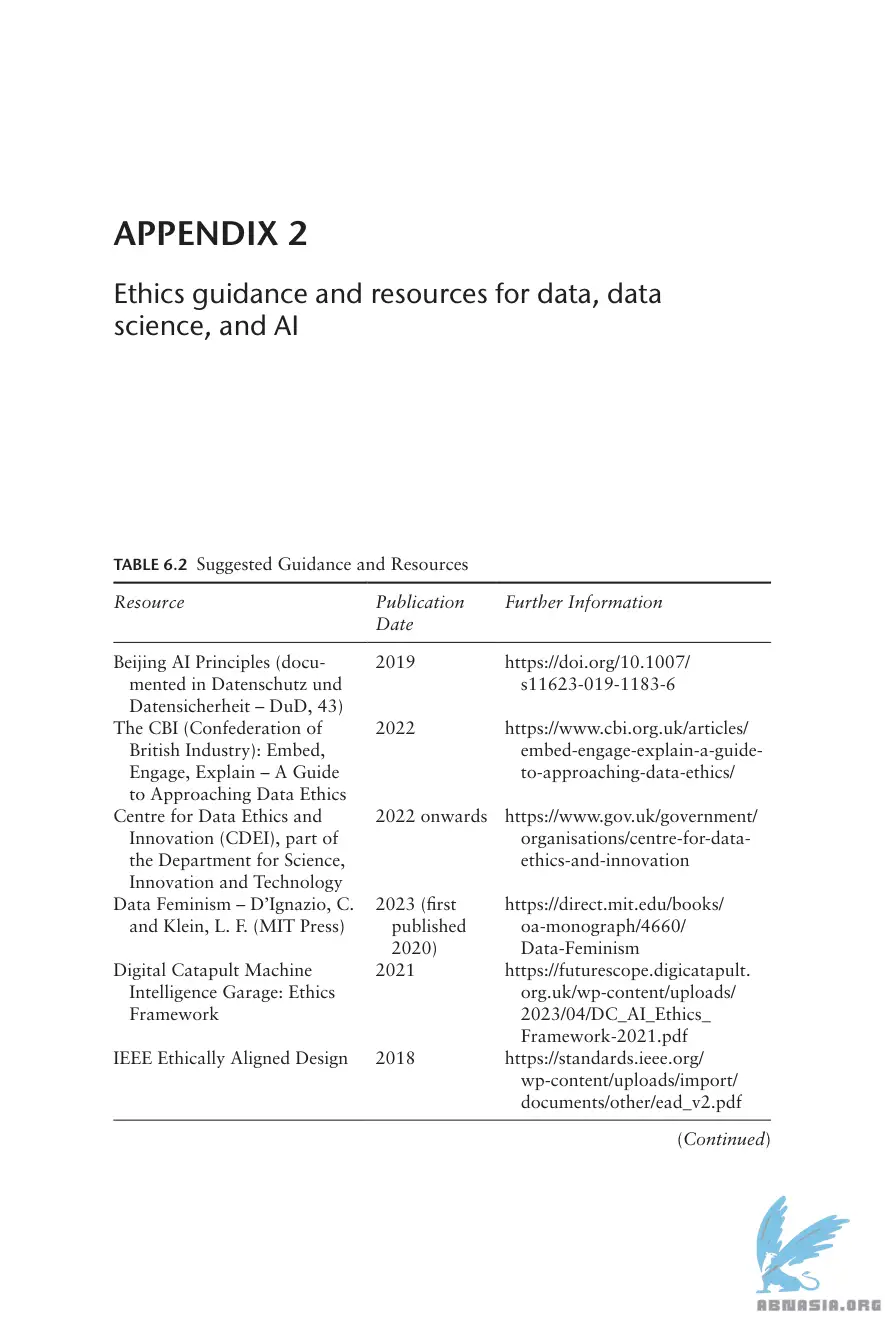 APPENDIX 2
Ethics guidance and resources for data, data
science, and AI
TABLE 6.2 Suggested Guidance and Resources
Resource Publication Further Information
Date
Beijing AI Principles (docu- 2019 https://doi.org/10.1007/
mented in Datenschutz und s11623-019-1183-6
Datensicherheit – DuD, 43)
The CBI (Confederation of 2022 https://www.cbi.org.uk/articles/
British Industry): Embed, embed-engage-explain-a-guide-
Engage, Explain – A Guide to-approaching-data-ethics/
to Approaching Data Ethics
Centre for Data Ethics and 2022 onwards https://www.gov.uk/government/
Innovation (CDEI), part of organisations/centre-for-data-
the Department for Science, ethics-and-innovation
Innovation and Technology
Data Feminism – D’Ignazio, C. 2023 (first https://direct.mit.edu/books/
and Klein, L. F. (MIT Press) published oa-monograph/4660/
2020) Data-Feminism
Digital Catapult Machine 2021 https://futurescope.digicatapult.
Intelligence Garage: Ethics org.uk/wp-content/uploads/
Framework 2023/04/DC_AI_Ethics_
Framework-2021.pdf
IEEE Ethically Aligned Design 2018 https://standards.ieee.org/
wp-content/uploads/import/
documents/other/ead_v2.pdf
(Continued)
ABNASIA.ORG